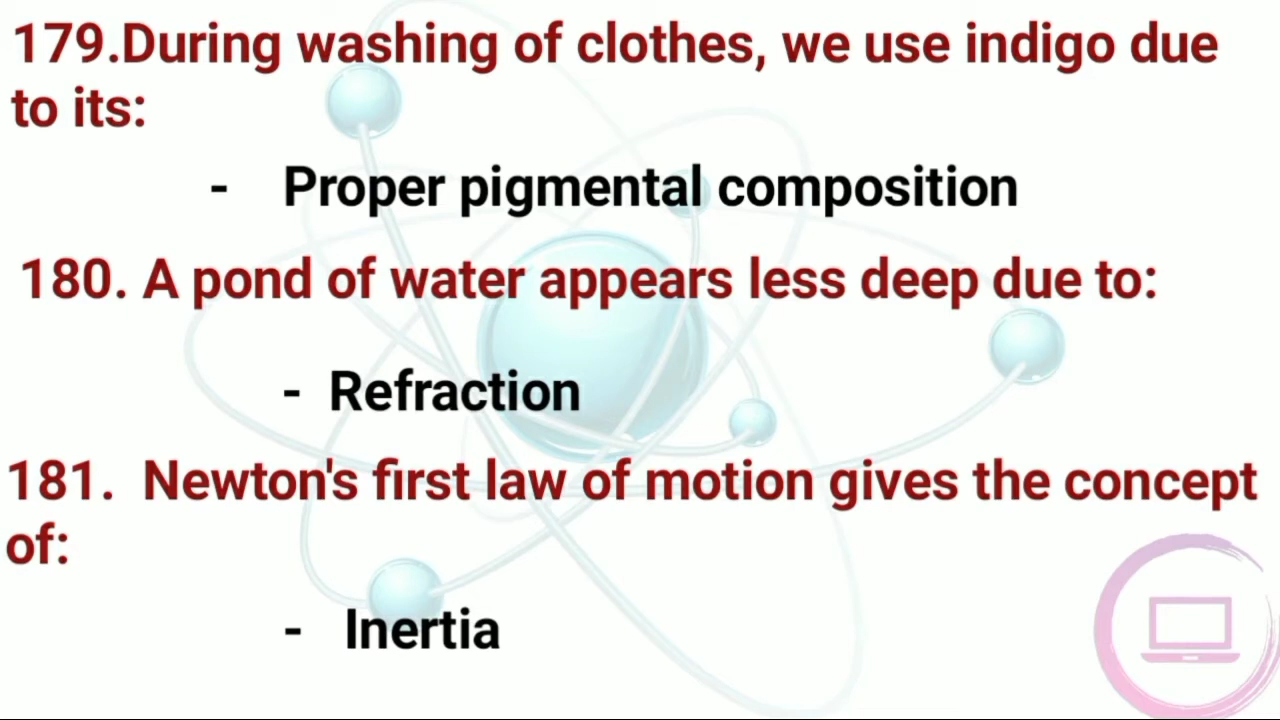 179.During washing of clothes, we use indigo due
to its:
- Proper pigmental composition
180. A pond of water appears less deep due to:
- Refraction
181. Newton's first law of motion gives the concept
of:
- Inertia